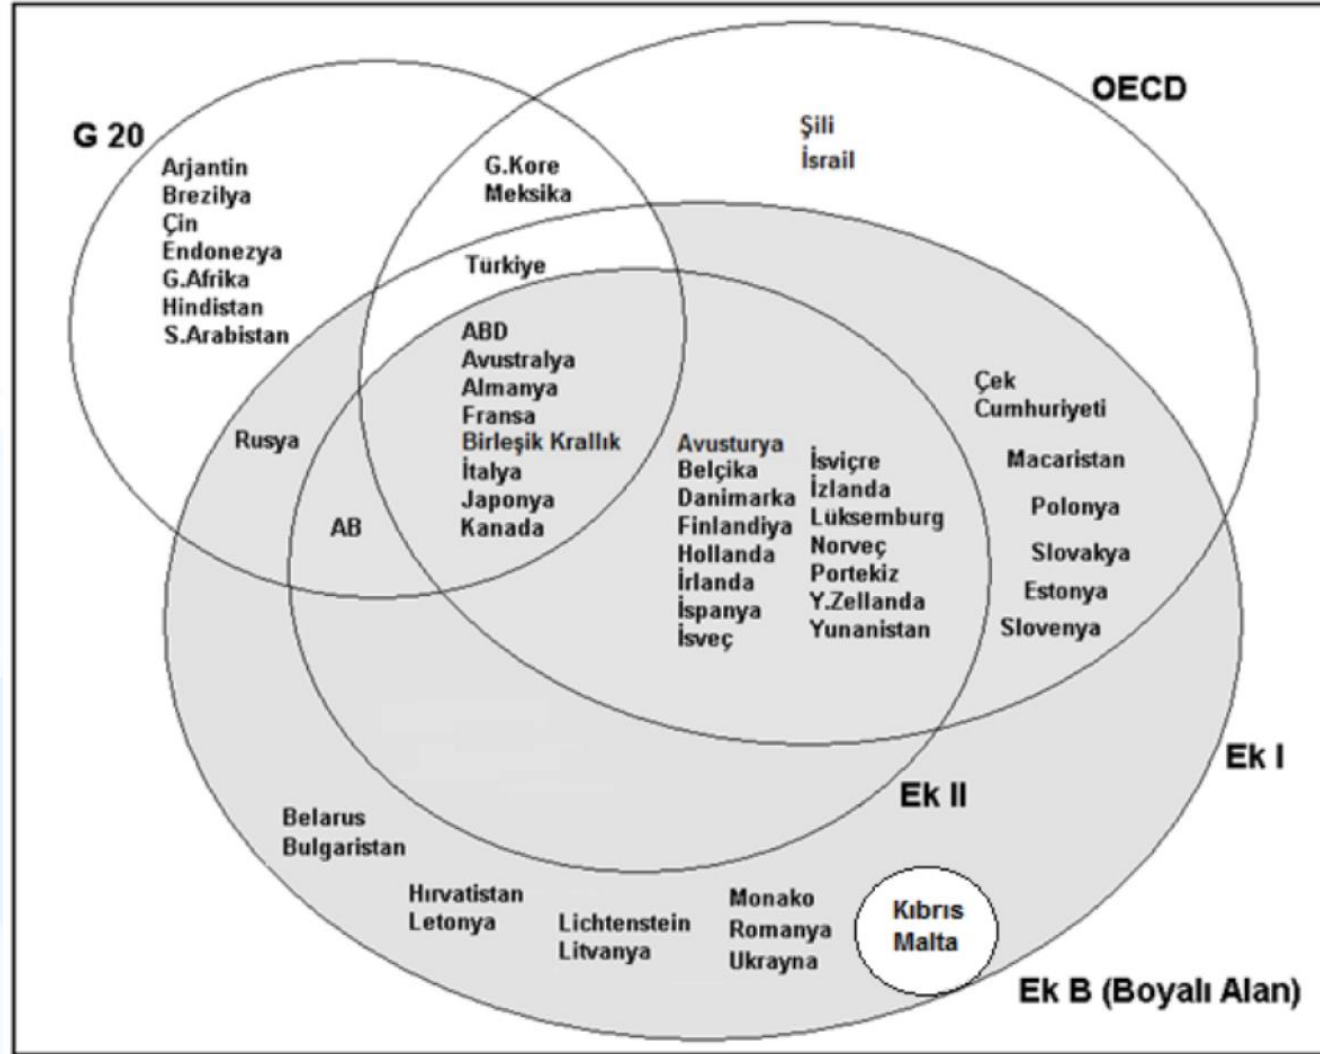 G 20
Arjantin
Brezilya
Çin
Endonezya
G.Afrika
Hindistan
S.Arabistan
G.Kore
Meksika
OECD
Şili
İsrail
Türkiye
ABD
Avustralya
Almanya
Fransa
Birleşik Krallık
İtalya
Japonya
Kanada
Rusya
AB
Avusturya
Belçika
Danimarka
Finlandiya
Hollanda
İrlanda
İspanya
İsveç
İsviçre
İzlanda
Lüksemburg
Norveç
Portekiz
Y.Zellanda
Yunanistan
Çek
Cumhuriyeti
Macaristan
Polonya
Slovakya
Estonya
Slovenya
Ek I
Ek II
Belarus
Bulgaristan
Hırvatistan
Letonya
Lichtenstein
Litvanya
Monako
Romanya
Ukrayna
Kıbrıs
Malta
Ek B (Boyalı Alan)